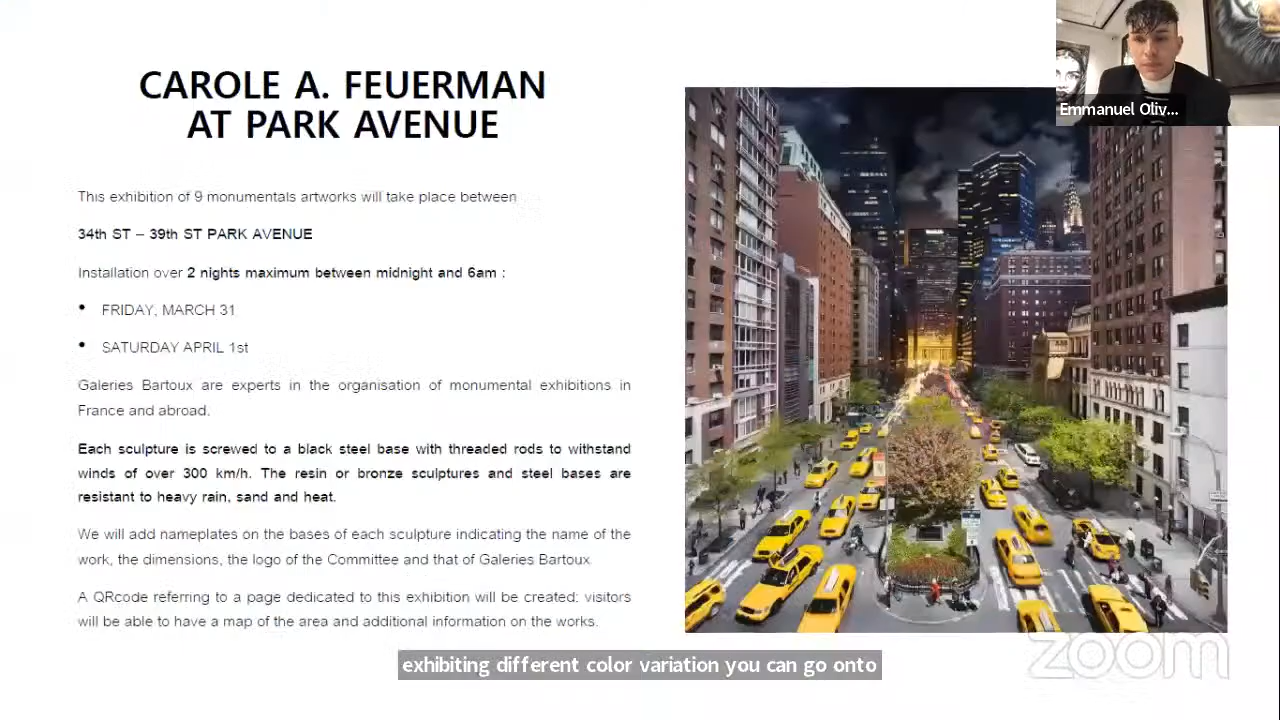 CAROLE A. FEUERMAN
AT PARK AVENUE
This exhibition of 9 monumentals artworks will take place between
34th ST – 39th ST PARK AVENUE
Installation over 2 nights maximum between midnight and 6am :
• FRIDAY, MARCH 31
• SATURDAY APRIL 1st
Galeries Bartoux are experts in the organisation of monumental exhibitions in
France and abroad.
Each sculpture is screwed to a black steel base with threaded rods to withstand
winds of over 300 km/h. The resin or bronze sculptures and steel bases are
resistant to heavy rain, sand and heat.
We will add nameplates on the bases of each sculpture indicating the name of the
work, the dimensions, the logo of the Committee and that of Galeries Bartoux
A QRcode referring to a page dedicated to this exhibition will be created: visitors
will be able to have a map of the area and additional information on the works.
Emmanuel Oliv...
exhibiting different color variation you can go onto
zoom